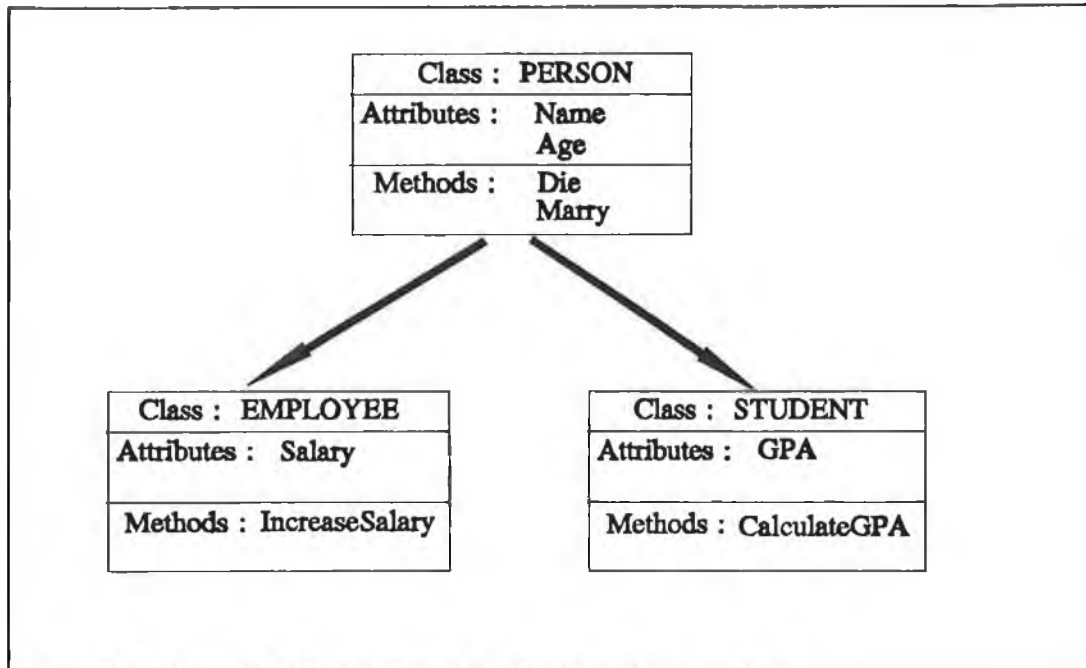 Class : PERSON
Attributes : Name
Age
Methods : Die
Marry
Class : EMPLOYEE
Attributes : Salary
Methods : IncreaseSalary
Class : STUDENT
Attributes : GPA
Methods : CalculateGPA